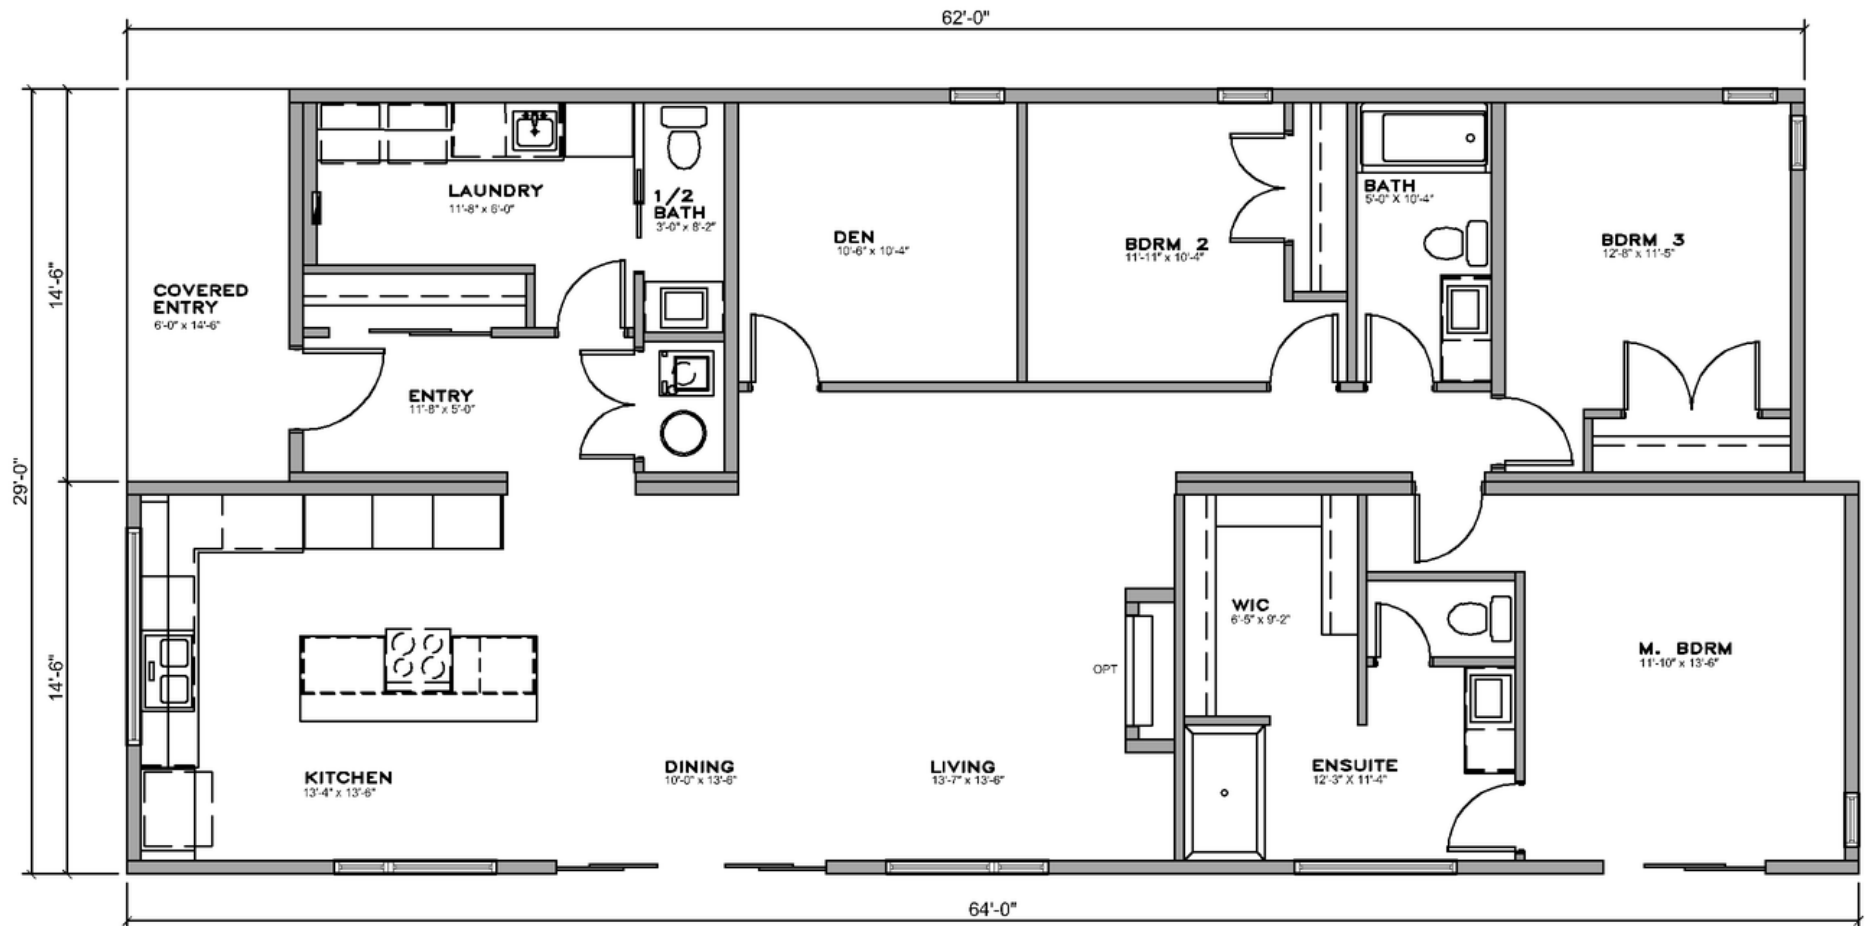 62'-0"
LAUNDRY
11'-8" x 6'-0"
1/2
BATH
3'-0" x 8'-2"
DEN
10'-6" x 10'-4"
BDRM 2
11'-11" x 10'-4"
BATH
5'-0" X 10'-4"
BDRM 3
12'-8" x 11'-5"
14'-6"
COVERED
ENTRY
6'-0" x 14'-6"
ENTRY
11'-8" x 5'-0"
29'-0"
14'-6"
WIC
6'-5" x 9'-2"
OPT
M. BDRM
11'-10" x 13'-6"
KITCHEN
13'-4" x 13'-6"
DINING
10'-0" x 13'-6"
LIVING
13'-7" x 13'-6"
ENSUITE
12'-3" X 11'-4"
64'-0"